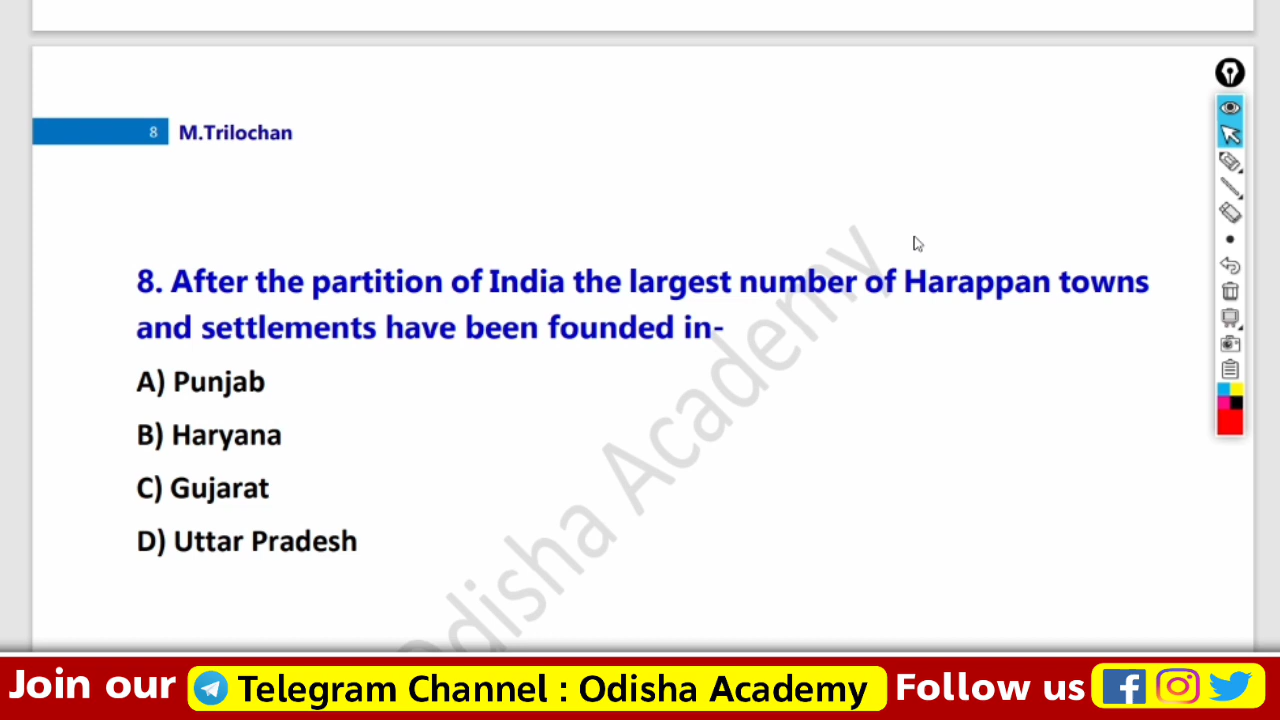 8 M.Trilochan
8. After the partition of India the largest number of Harappan towns
and settlements have been founded in-
A) Punjab
B) Haryana
C) Gujarat
D) Uttar Pradesh
Odisha Academy
Join our Telegram Channel : Odisha Academy Follow us